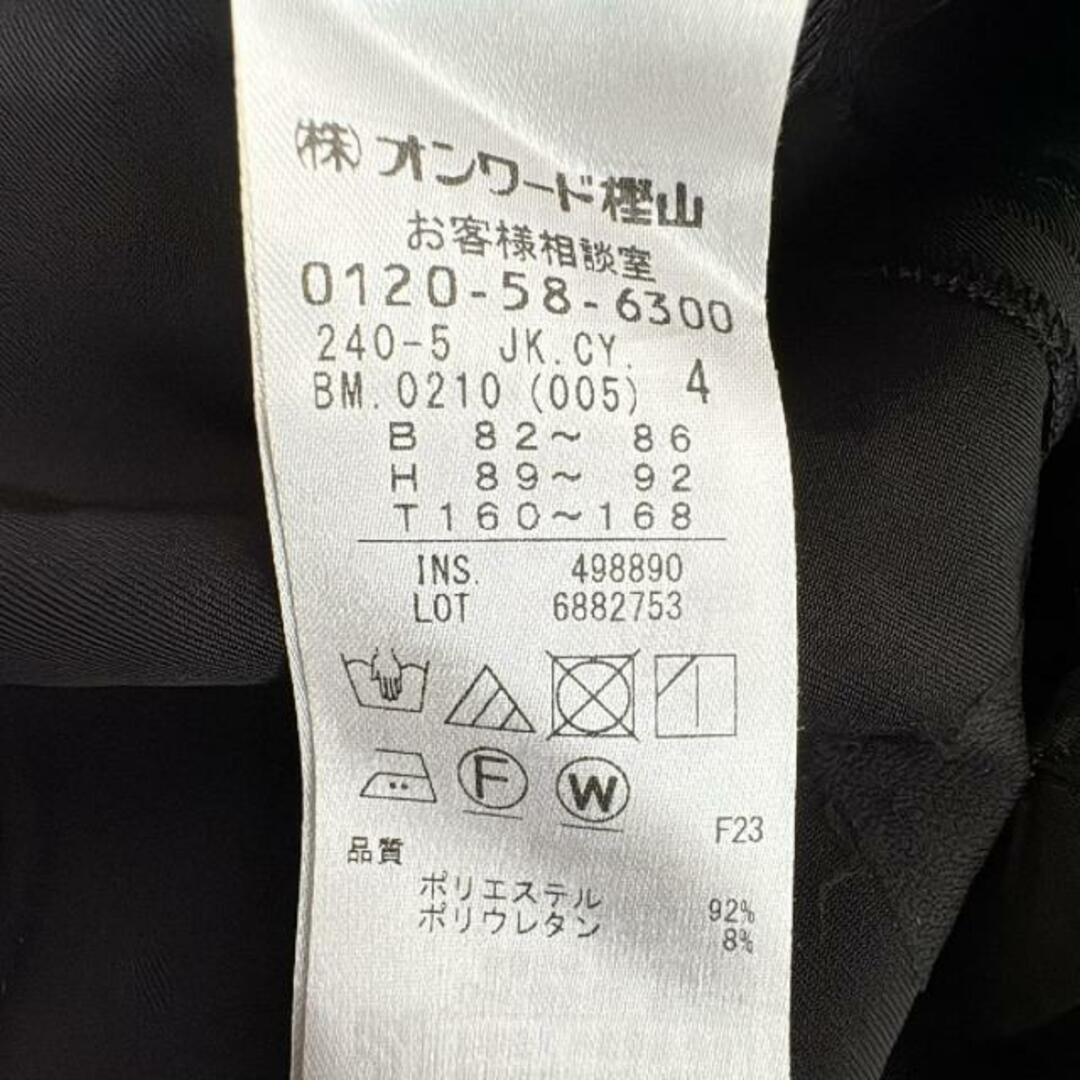 (株)オンワード樫山
お客様相談室
0120-58-6300
240-5 JK.CY.
BM.0210 (005) 4
B 82～ 86
H 89～ 92
T160～168
INS. 498890
LOT 6882753
F
W
F23
品質
ポリエステル 92%
ポリウレタン 8%